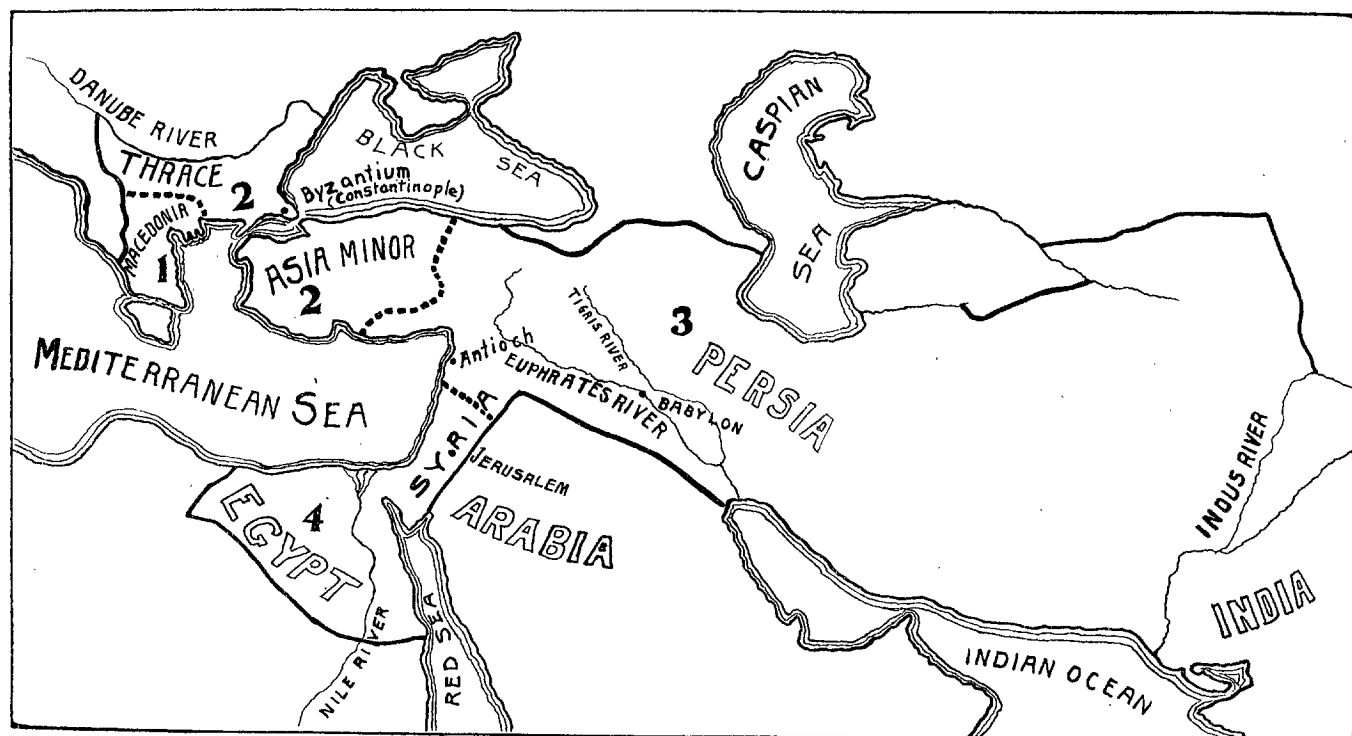 DANUBE RIVER
THRACE
2
BLACK
SEA
Byzantium
(Constantinople)
CASPIAN
SEA
MACEDONIA
1
ASIA MINOR
2
TIGRIS RIVER
3
PERSIA
Antioch
EUPHRATES RIVER
BABYLON
MEDITERRANEAN SEA
SYRIA
JERUSALEM
ARABIA
EGYPT
4
NILE RIVER
RED SEA
INDUS RIVER
INDIA
INDIAN OCEAN